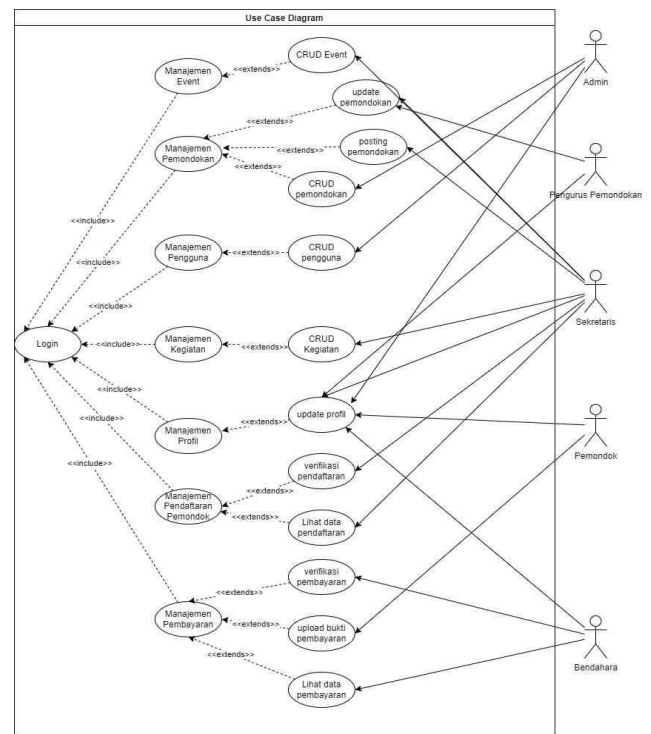 Use Case Diagram
CRUD Event
Admin
<<extends>>
Manajemen
Event
update
pemondokan
<<extends>>
posting
pemondokan
Manajemen
Pemondokan
<<extends>>
<<extends>>
CRUD
pemondokan
Pengurus Pemondokan
<<include>>
Manajemen
Pengguna
<<extends>>
CRUD
pengguna
<<include>>
<<include>>
Sekretaris
Login
<<include>>
Manajemen
Kegiatan
<<extends>>
CRUD
Kegiatan
<<include>>
update profil
<<include>>
<<extends>>
Manajemen
Profil
Pemondok
<<include>>
verifikasi
pendaftaran
<<extends>>
Manajemen
Pendaftaran
Pemondok
<<extends>>
Lihat data
pendaftaran
verifikasi
pembayaran
<<extends>>
Manajemen
Pembayaran
<<extends>>
upload bukti
pembayaran
<<extends>>
Bendahara
Lihat data
pembayaran